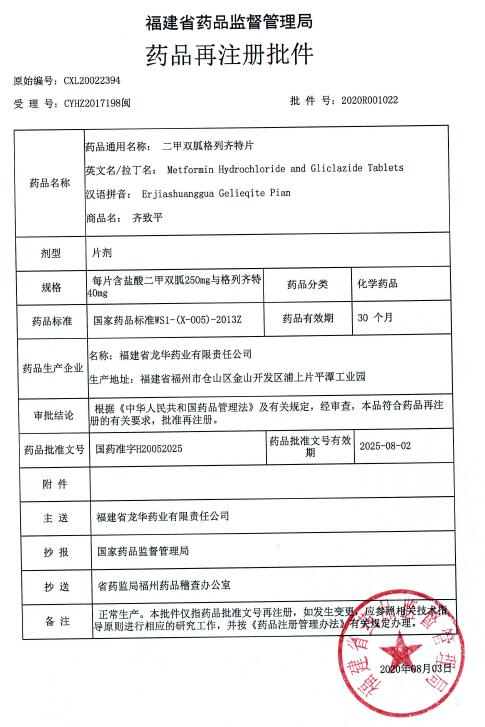 福建省药品监督管理局
药品再注册批件
原始编号: CXL20022394
受 理 号: CYHZ2017198闽
批 件 号: 2020R001022
药品名称
药品通用名称: 二甲双胍格列齐特片
英文名/拉丁名: Metformin Hydrochloride and Gliclazide Tablets
汉语拼音: Erjiashuanggua Gelieqite Pian
商品名: 齐致平
剂型
片剂
规格
每片含盐酸二甲双胍250mg与格列齐特
40mg
药品分类
化学药品
药品标准
国家药品标准WS1-(X-005)-2013Z
药品有效期
30 个月
药品生产企业
名称: 福建省龙华药业有限责任公司
生产地址: 福建省福州市仓山区金山开发区浦上片平潭工业园
审批结论
根据《中华人民共和国药品管理法》及有关规定，经审查，本品符合药品再注
册的有关要求，批准再注册。
药品批准文号
国药准字H20052025
药品批准文号有效
期
2025-08-02
附 件
主 送
福建省龙华药业有限责任公司
抄 报
国家药品监督管理局
抄 送
省药监局福州药品稽查办公室
备 注
正常生产。本批件仅指药品批准文号再注册，如发生变更，应参照相关技术指
导原则进行相应的研究工作，并按《药品注册管理办法》有关规定办理。
福建省药品监督管理局
2020年08月03日